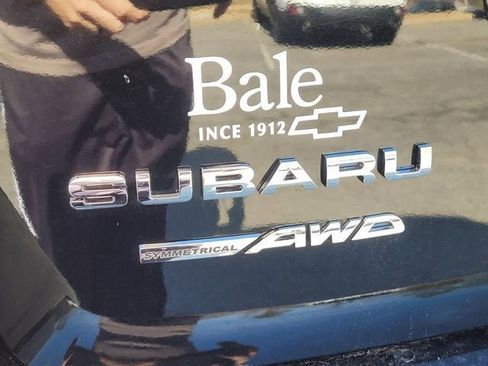 Bale
INCE 1912
SUBARU
SYMMETRICAL AWD